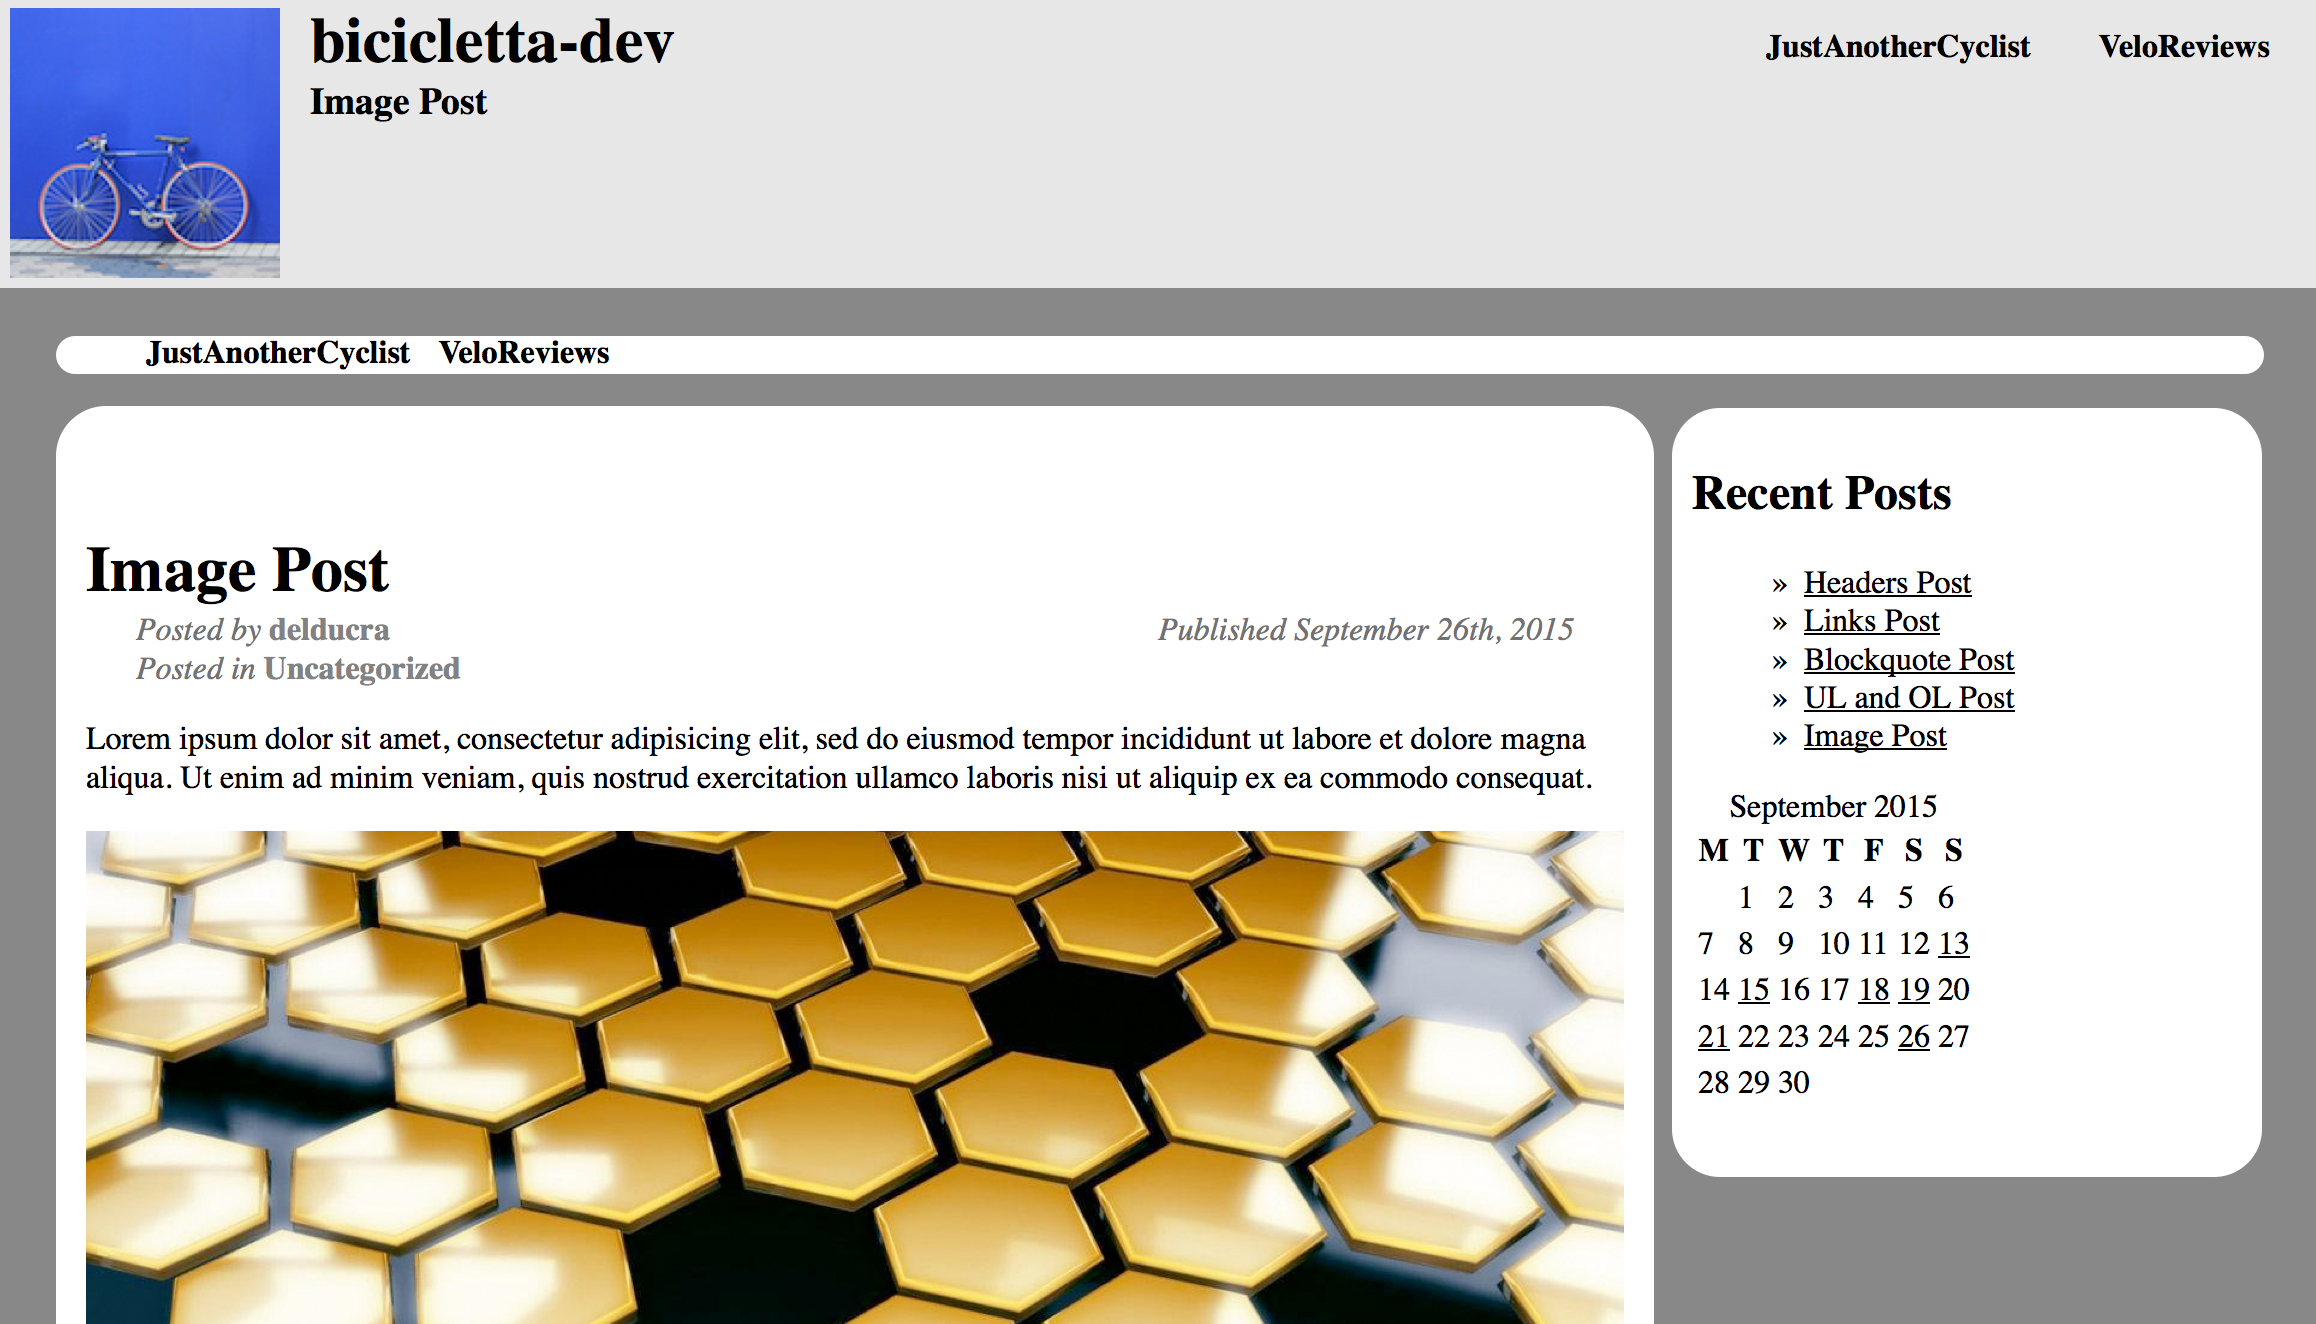 bicicletta-dev
Image Post
JustAnotherCyclist VeloReviews
JustAnotherCyclist VeloReviews
Image Post
Posted by delducra
Published September 26th, 2015
Posted in Uncategorized
Lorem ipsum dolor sit amet, consectetur adipisicing elit, sed do eiusmod tempor incididunt ut labore et dolore magna
aliqua. Ut enim ad minim veniam, quis nostrud exercitation ullamco laboris nisi ut aliquip ex ea commodo consequat.
Recent Posts
» Headers Post
» Links Post
» Blockquote Post
» UL and OL Post
» Image Post
September 2015
M T W T F S S
1 2 3 4 5 6
7 8 9 10 11 12 13
14 15 16 17 18 19 20
21 22 23 24 25 26 27
28 29 30